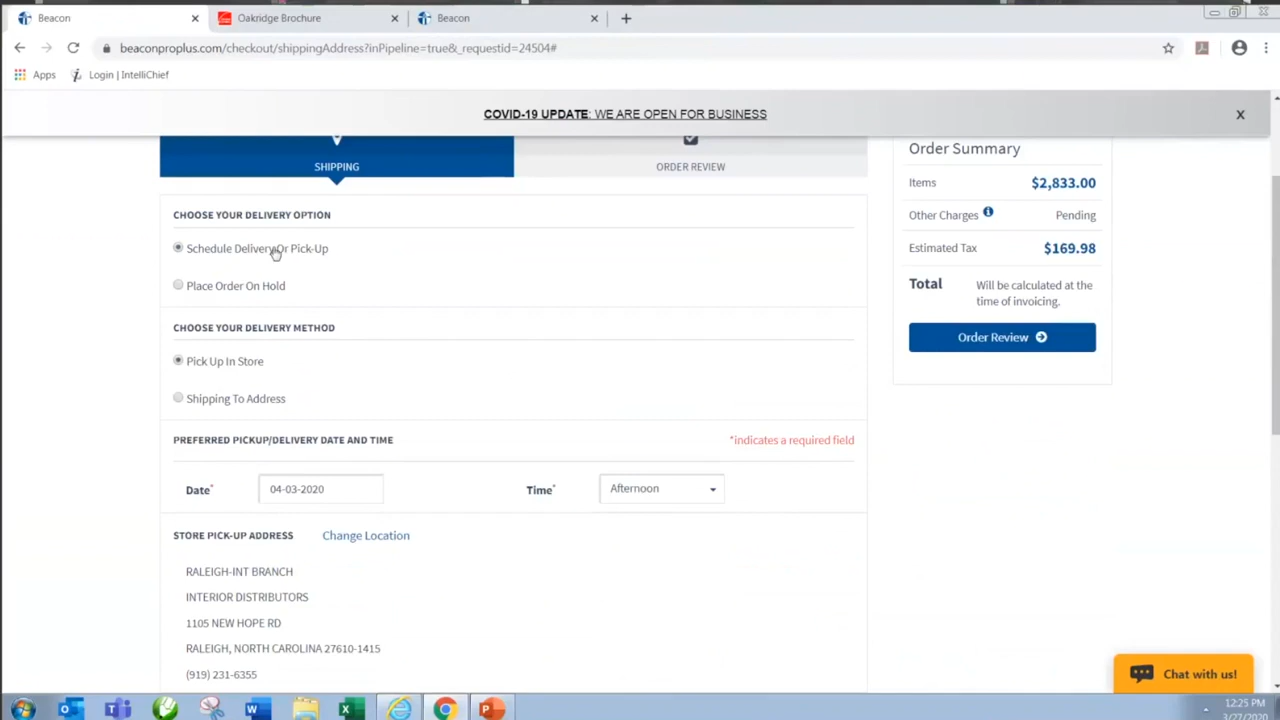 Beacon
Oakridge Brochure
Beacon
beaconproplus.com/checkout/shippingAddress?inPipeline=true&_requestid=24504#
Apps
Login | IntelliChief
COVID-19 UPDATE: WE ARE OPEN FOR BUSINESS
X
SHIPPING
ORDER REVIEW
CHOOSE YOUR DELIVERY OPTION
Schedule Delivery Or Pick-Up
Place Order On Hold
CHOOSE YOUR DELIVERY METHOD
Pick Up In Store
Shipping To Address
PREFERRED PICKUP/DELIVERY DATE AND TIME
*indicates a required field
Date*
04-03-2020
Time*
Afternoon
STORE PICK-UP ADDRESS
Change Location
RALEIGH-INT BRANCH
INTERIOR DISTRIBUTORS
1105 NEW HOPE RD
RALEIGH, NORTH CAROLINA 27610-1415
(919) 231-6355
Order Summary
Items
$2,833.00
Other Charges
Pending
Estimated Tax
$169.98
Total
Will be calculated at the
time of invoicing.
Order Review
Chat with us!
12:25 PM
3/27/2020